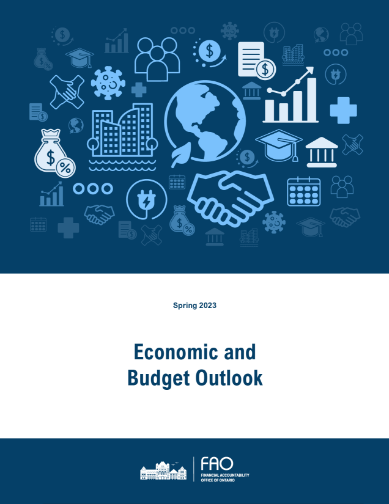 Spring 2023
Economic and
Budget Outlook
FAO
FINANCIAL ACCOUNTABILITY
OFFICE OF ONTARIO